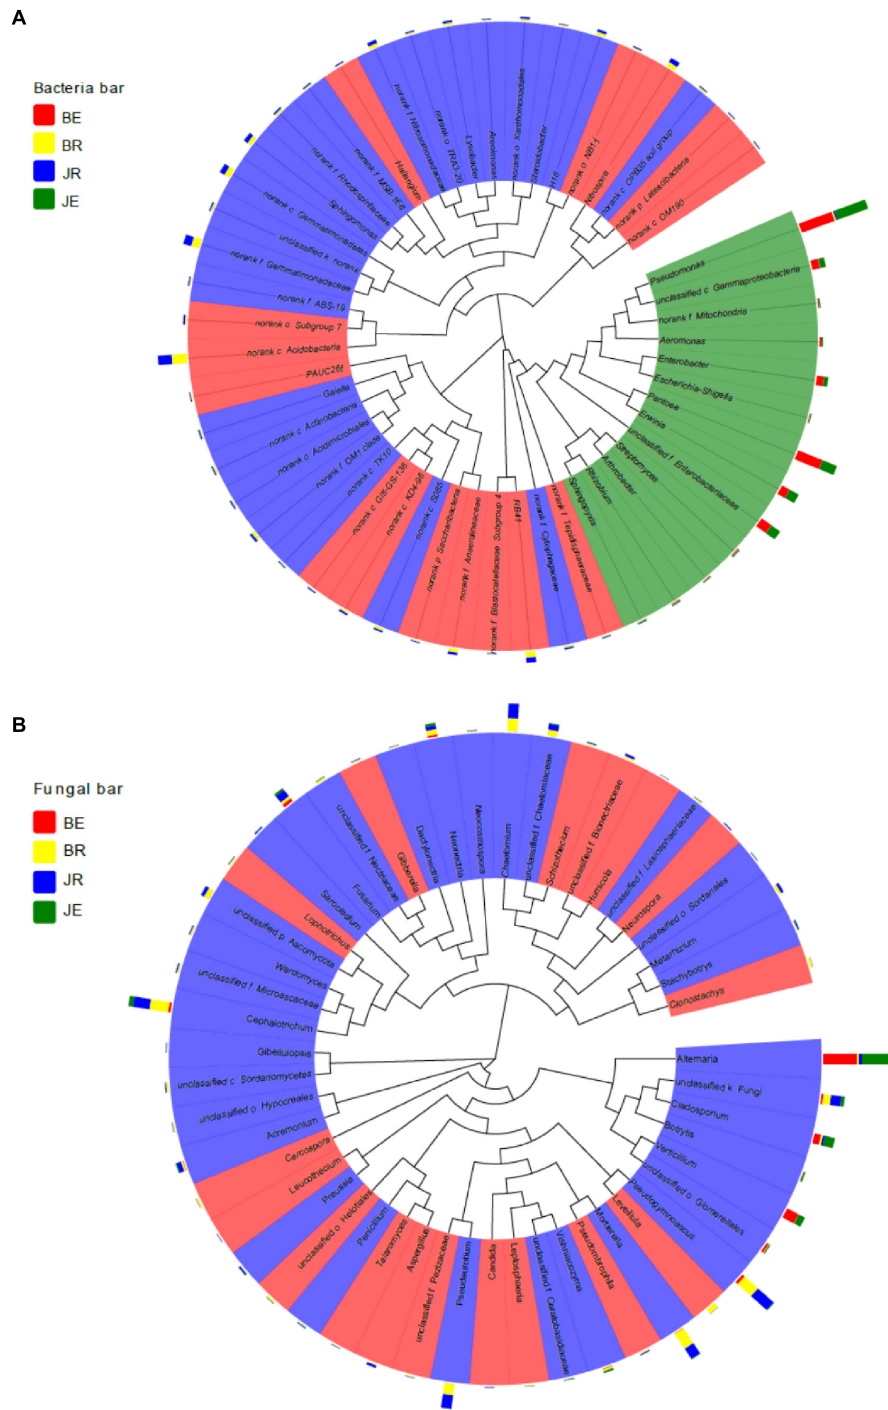 A
Bacteria bar
BE
BR
JR
JE
norank c OM190
norank p Latescibacteria
norank c OPB35 soil group
Nitrospira
norank o NB11
H16
Steroidobacter
norank o Xanthomonadales
Arenimonas
Lysobacter
norank o TRA3-20
norank f Nitrosomonadaceae
Haliangium
norank f MSB-1E8
norank f Rhodospirillaceae
Sphingomonas
norank c Gemmatimonadetes
unclassified k norank
norank f Gemmatimonadaceae
norank f ABS-19
norank o Subgroup 7
norank c Acidobacteria
PAUC26f
Gaiella
norank c Actinobacteria
norank o Acidimicrobiales
norank f OM1 clade
norank c TK10
norank c Gitt-GS-136
norank c KD4-96
norank c S085
norank p Saccharibacteria
norank f Anaerolineaceae
norank f Blastocatellaceae Subgroup 4
RB41
norank f Cytophagaceae
norank f Tepidisphaeraceae
Sphingopyxis
Rhizobium
Arthrobacter
Streptomyces
unclassified f Enterobacteriaceae
Erwinia
Pantoea
Escherichia-Shigella
Enterobacter
Aeromonas
norank f Mitochondria
unclassified c Gammaproteobacteria
Pseudomonas
B
Fungal bar
BE
BR
JR
JE
Clonostachys
Stachybotrys
Metarhizium
unclassified o Sordariales
Neurospora
unclassified f Lasiosphaeriaceae
Humicola
unclassified f Bionectriaceae
Schizothecium
unclassified f Chaetomiaceae
Chaetomium
Neocosmospora
Neonectria
Dactylonectria
Gibberella
unclassified f Nectriaceae
Fusarium
Sarocladium
Lophotrichus
unclassified p Ascomycota
Wardomyces
unclassified f Microascaceae
Cephalotrichum
Gibellulopsis
unclassified c Sordariomycetes
unclassified o Hypocreales
Acremonium
Cercospora
Leucothecium
Preussia
unclassified o Helotiales
Penicillium
Talaromyces
Aspergillus
unclassified f Pezizaceae
Pseudeurotium
Candida
Leptosphaeria
unclassified f Ceratobasidiaceae
Vishniacozyma
Pseudombrophila
Mortierella
Leveillula
Pseudogymnoascus
unclassified o Glomerellales
Verticillium
Botrytis
Cladosporium
unclassified k Fungi
Alternaria